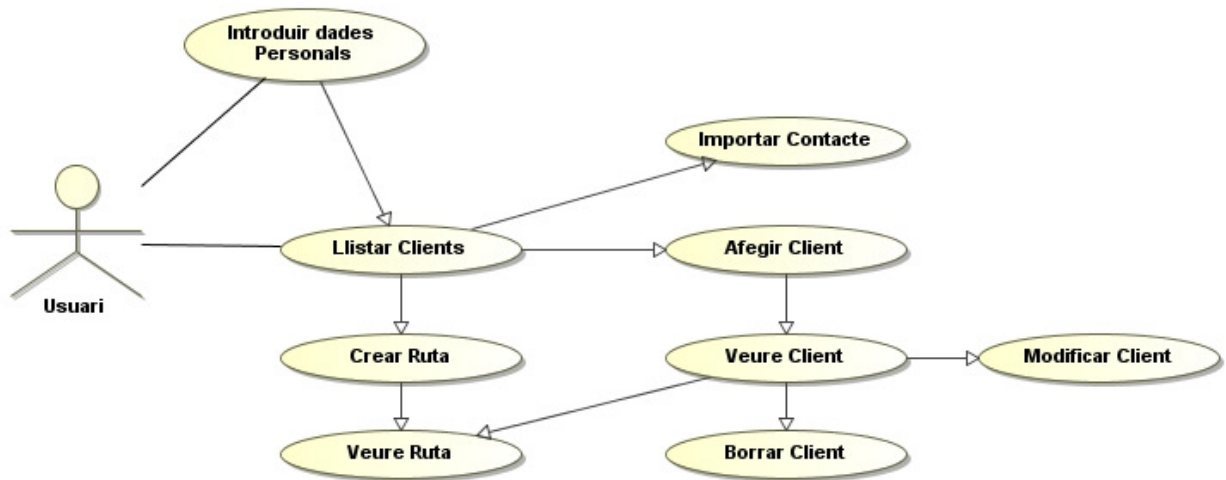 Introduir dades
Personals
Importar Contacte
Llistar Clients
Afegir Client
Usuari
Crear Ruta
Veure Client
Modificar Client
Veure Ruta
Borrar Client